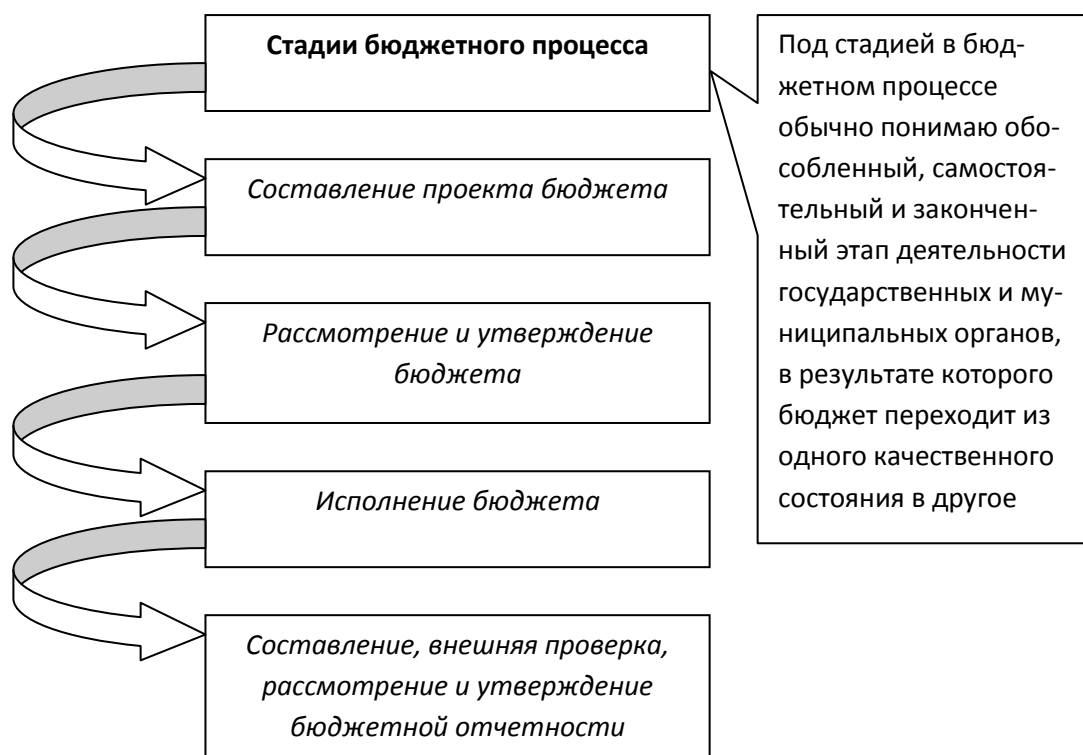 Стадии бюджетного процесса
Составление проекта бюджета
Рассмотрение и утверждение
бюджета
Исполнение бюджета
Составление, внешняя проверка,
рассмотрение и утверждение
бюджетной отчетности
Под стадией в бюд-
жетном процессе
обычно понимаю обо-
собленный, самостоя-
тельный и закончен-
ный этап деятельности
государственных и му-
ниципальных органов,
в результате которого
бюджет переходит из
одного качественного
состояния в другое